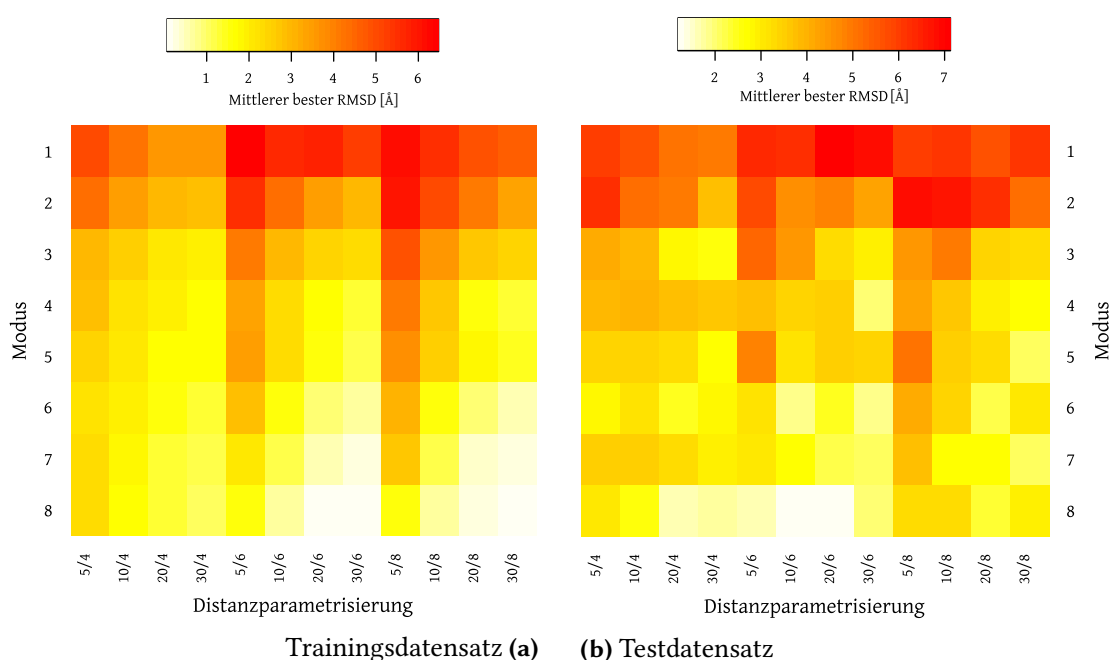 1 2 3 4 5 6
Mittlerer bester RMSD [Å]
2 3 4 5 6 7
Mittlerer bester RMSD [Å]
Modus
1
2
3
4
5
6
7
8
5/4 10/4 20/4 30/4 5/6 10/6 20/6 30/6 5/8 10/8 20/8 30/8
Distanzparametrisierung
1
2
3
4
5
6
7
8
Modus
5/4 10/4 20/4 30/4 5/6 10/6 20/6 30/6 5/8 10/8 20/8 30/8
Distanzparametrisierung
Trainingsdatensatz (a)
(b) Testdatensatz